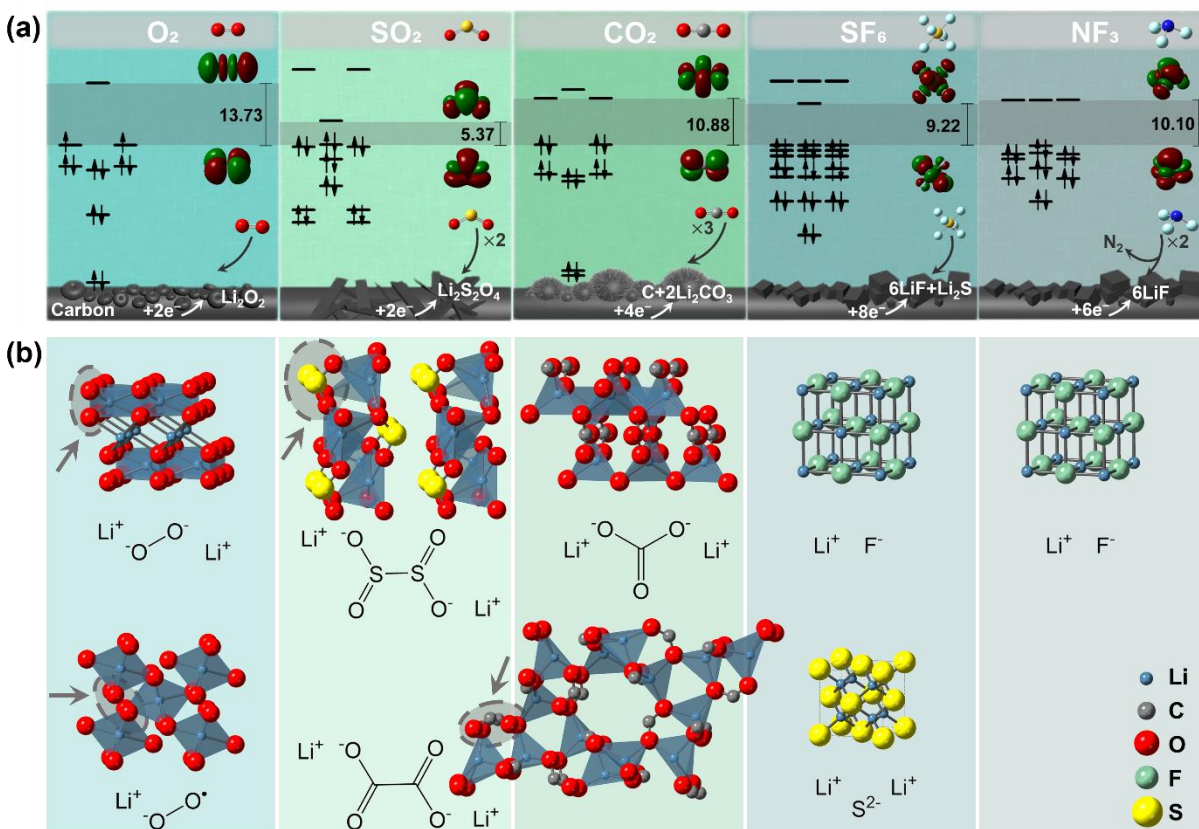 (a)
O₂
SO₂
CO₂
SF₆
NF₃
13.73
5.37
10.88
9.22
10.10
×2
×3
N₂
×2
Li₂O₂
Li₂S₂O₄
C+2Li₂CO₃
6LiF+Li₂S
6LiF
Carbon
+2e⁻
+2e⁻
+4e⁻
+8e⁻
+6e⁻
(b)
Li⁺ ⁻O O⁻ Li⁺
Li⁺ ⁻O O
S S
O O⁻ Li⁺
⁻O O⁻
Li⁺ Li⁺
O
Li⁺ F⁻
Li⁺ F⁻
Li⁺ ⁻O O•
Li⁺ ⁻O O
O O⁻ Li⁺
Li⁺ S²⁻ Li⁺
Li
C
O
F
S